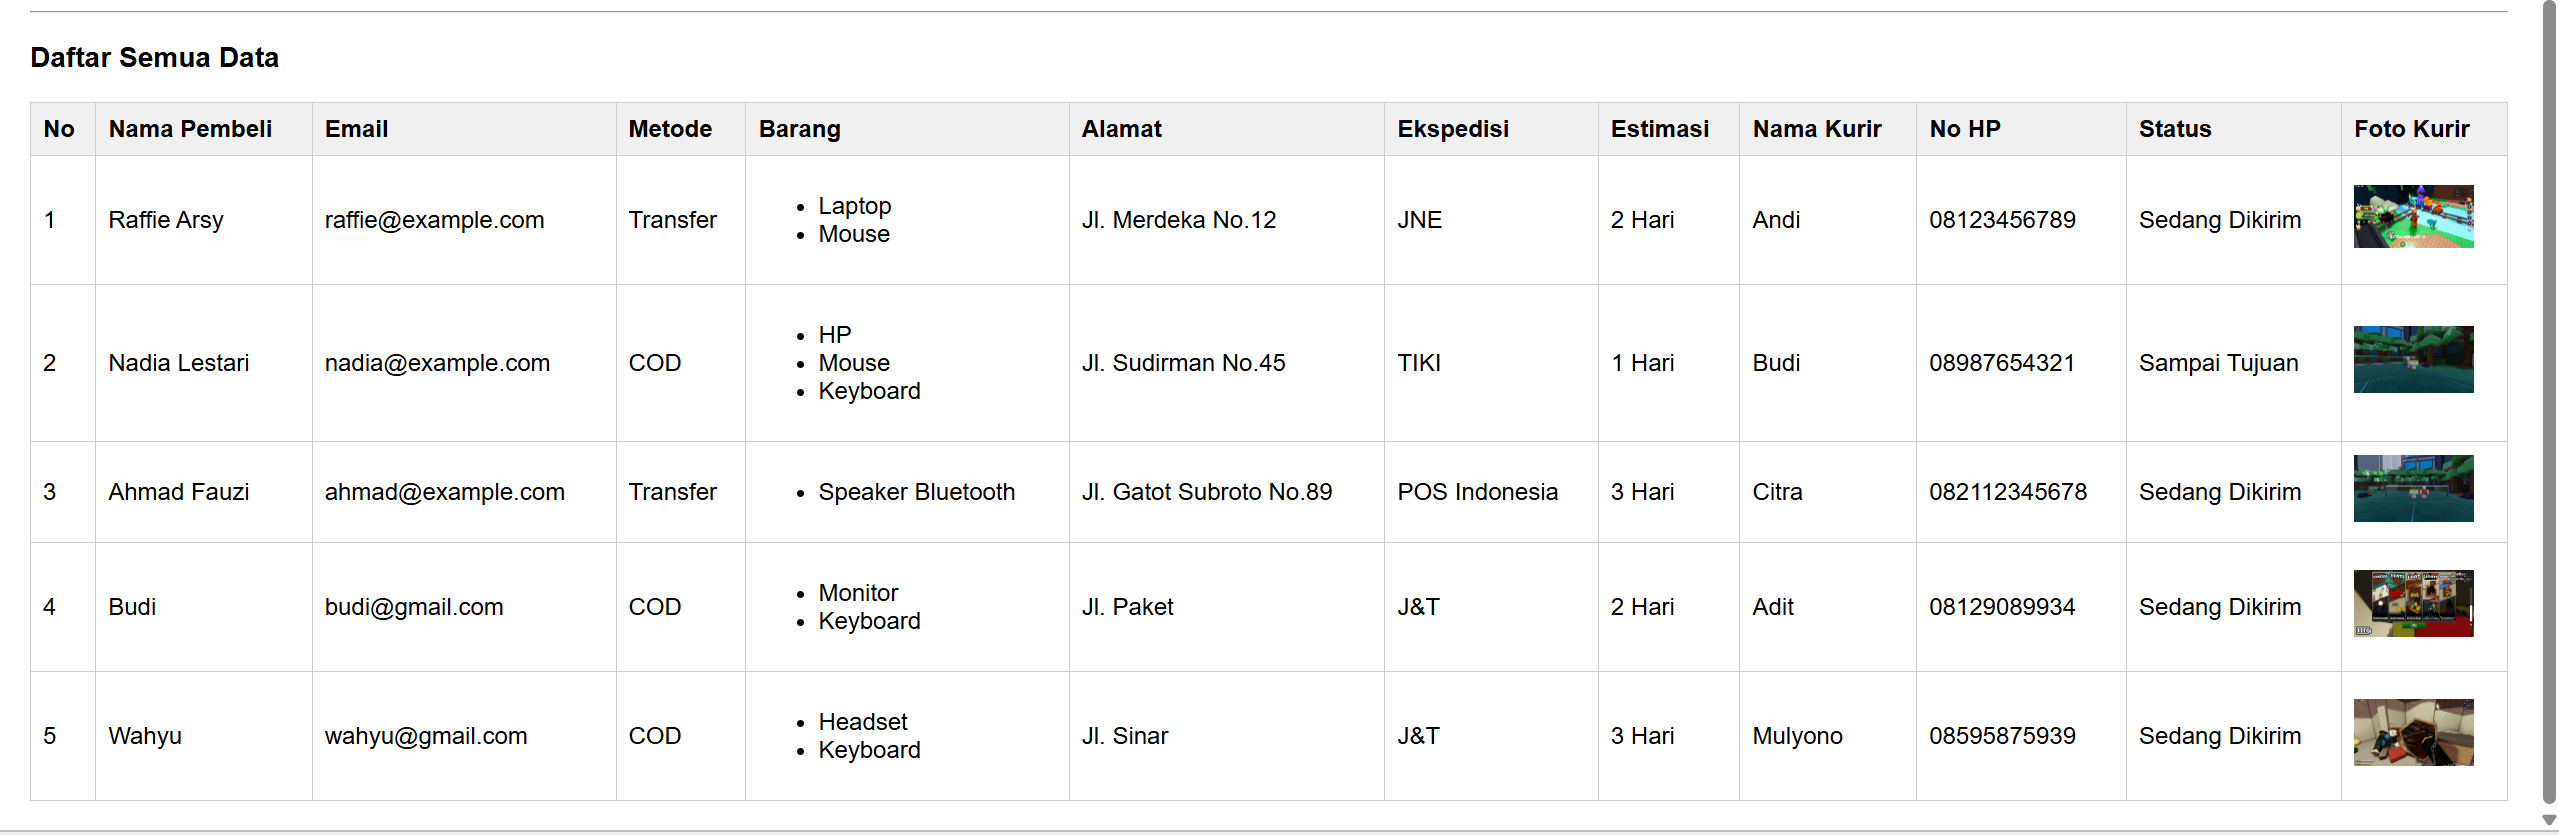 Daftar Semua Data
No Nama Pembeli Email Metode Barang Alamat Ekspedisi Estimasi Nama Kurir No HP Status Foto Kurir
1 Raffie Arsy raffie@example.com Transfer • Laptop
• Mouse Jl. Merdeka No.12 JNE 2 Hari Andi 08123456789 Sedang Dikirim
2 Nadia Lestari nadia@example.com COD • HP
• Mouse
• Keyboard Jl. Sudirman No.45 TIKI 1 Hari Budi 08987654321 Sampai Tujuan
3 Ahmad Fauzi ahmad@example.com Transfer • Speaker Bluetooth Jl. Gatot Subroto No.89 POS Indonesia 3 Hari Citra 082112345678 Sedang Dikirim
4 Budi budi@gmail.com COD • Monitor
• Keyboard Jl. Paket J&T 2 Hari Adit 08129089934 Sedang Dikirim
5 Wahyu wahyu@gmail.com COD • Headset
• Keyboard Jl. Sinar J&T 3 Hari Mulyono 08595875939 Sedang Dikirim